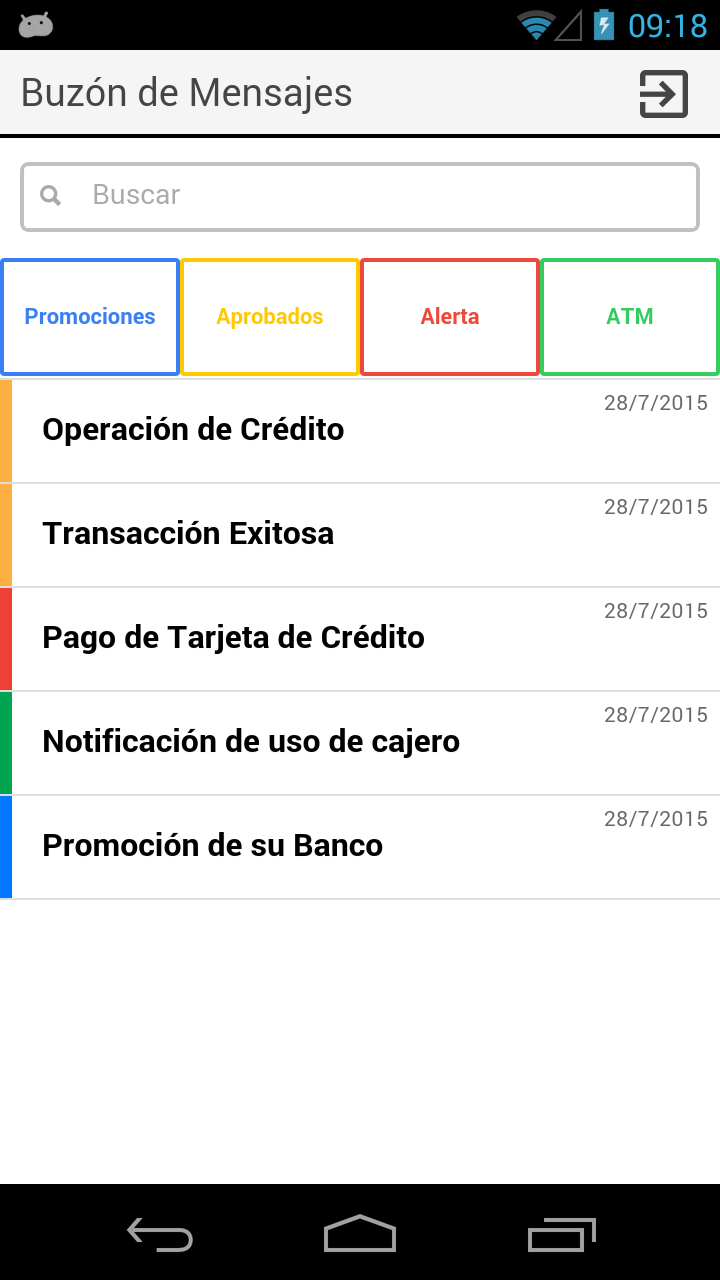 09:18
Buzón de Mensajes
Buscar
Promociones Aprobados Alerta ATM
28/7/2015
Operación de Crédito
28/7/2015
Transacción Exitosa
28/7/2015
Pago de Tarjeta de Crédito
28/7/2015
Notificación de uso de cajero
28/7/2015
Promoción de su Banco